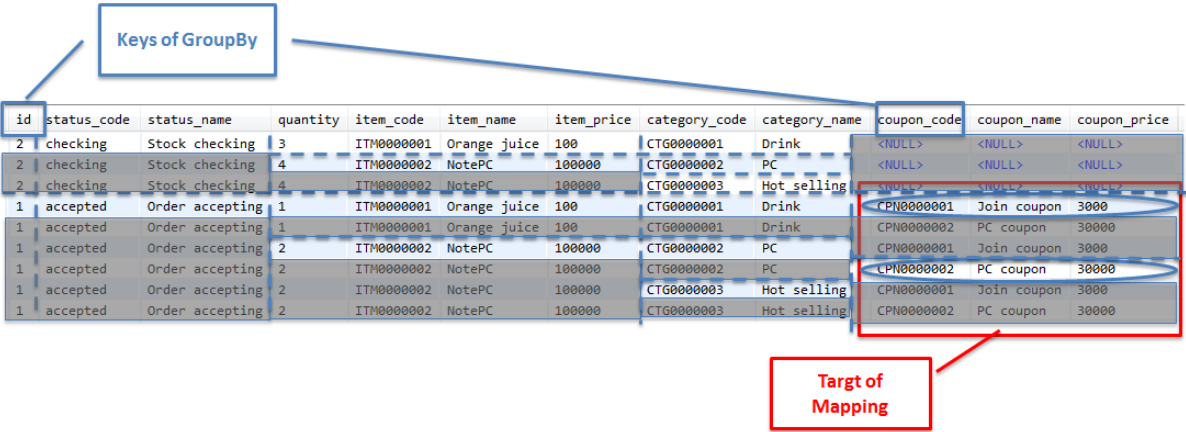 Keys of GroupBy
id status_code status_name quantity item_code item_name item_price category_code category_name coupon_code coupon_name coupon_price
2 checking Stock checking 3 ITM0000001 Orange juice 100 CTG0000001 Drink <NULL> <NULL> <NULL>
2 checking Stock checking 4 ITM0000002 NotePC 100000 CTG0000002 PC <NULL> <NULL> <NULL>
2 checking Stock checking 4 ITM0000002 NotePC 100000 CTG0000003 Hot selling <NULL> <NULL> <NULL>
1 accepted Order accepting 1 ITM0000001 Orange juice 100 CTG0000001 Drink CPN0000001 Join coupon 3000
1 accepted Order accepting 1 ITM0000001 Orange juice 100 CTG0000001 Drink CPN0000002 PC coupon 30000
1 accepted Order accepting 2 ITM0000002 NotePC 100000 CTG0000002 PC CPN0000001 Join coupon 3000
1 accepted Order accepting 2 ITM0000002 NotePC 100000 CTG0000002 PC CPN0000002 PC coupon 30000
1 accepted Order accepting 2 ITM0000002 NotePC 100000 CTG0000003 Hot selling CPN0000001 Join coupon 3000
1 accepted Order accepting 2 ITM0000002 NotePC 100000 CTG0000003 Hot selling CPN0000002 PC coupon 30000
Targt of
Mapping